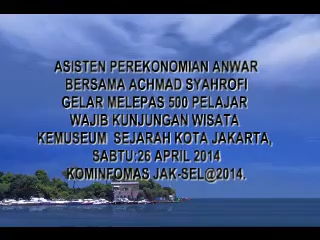 ASISTEN PEREKONOMIAN ANWAR
BERSAMA ACHMAD SYAHROFI
GELAR MELEPAS 500 PELAJAR
WAJIB KUNJUNGAN WISATA
KEMUSEUM SEJARAH KOTA JAKARTA,
SABTU:26 APRIL 2014
KOMINFOMAS JAK-SEL@2014.